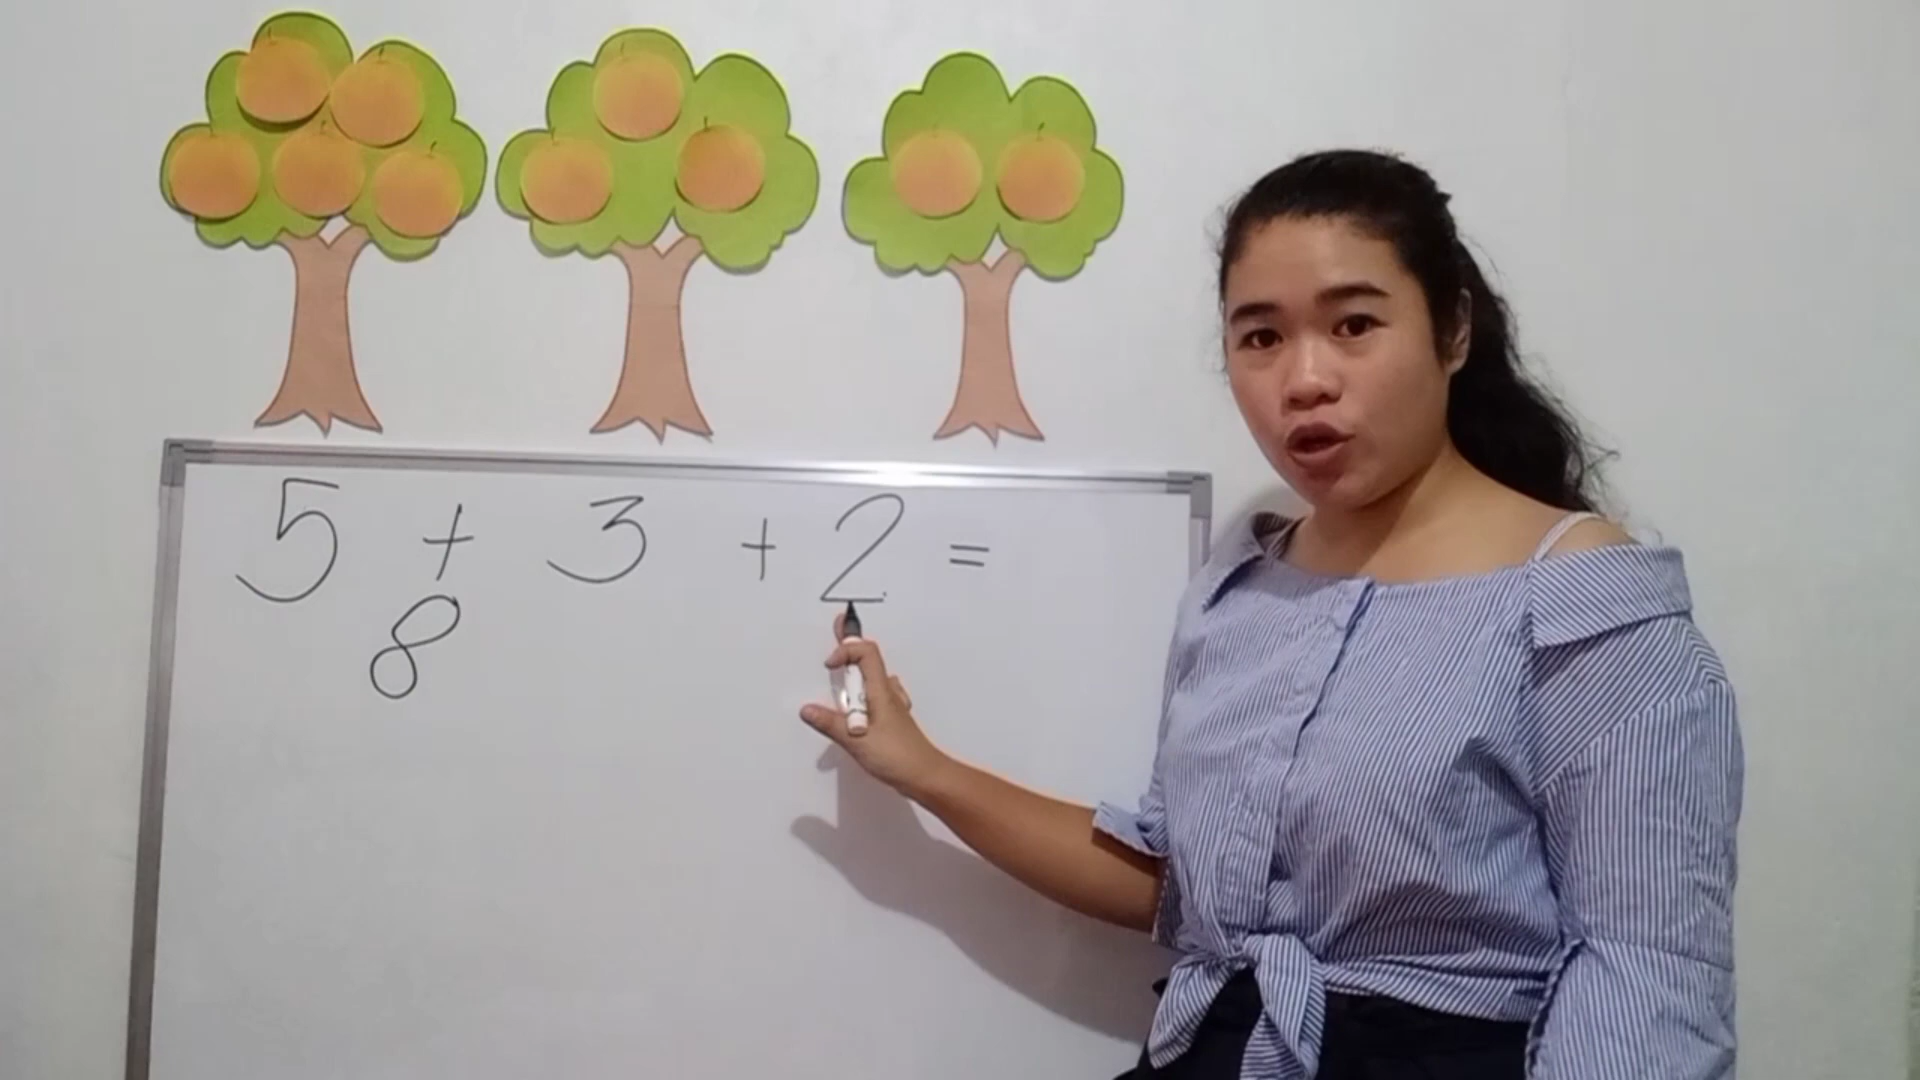 5 + 3 + 2 =
8